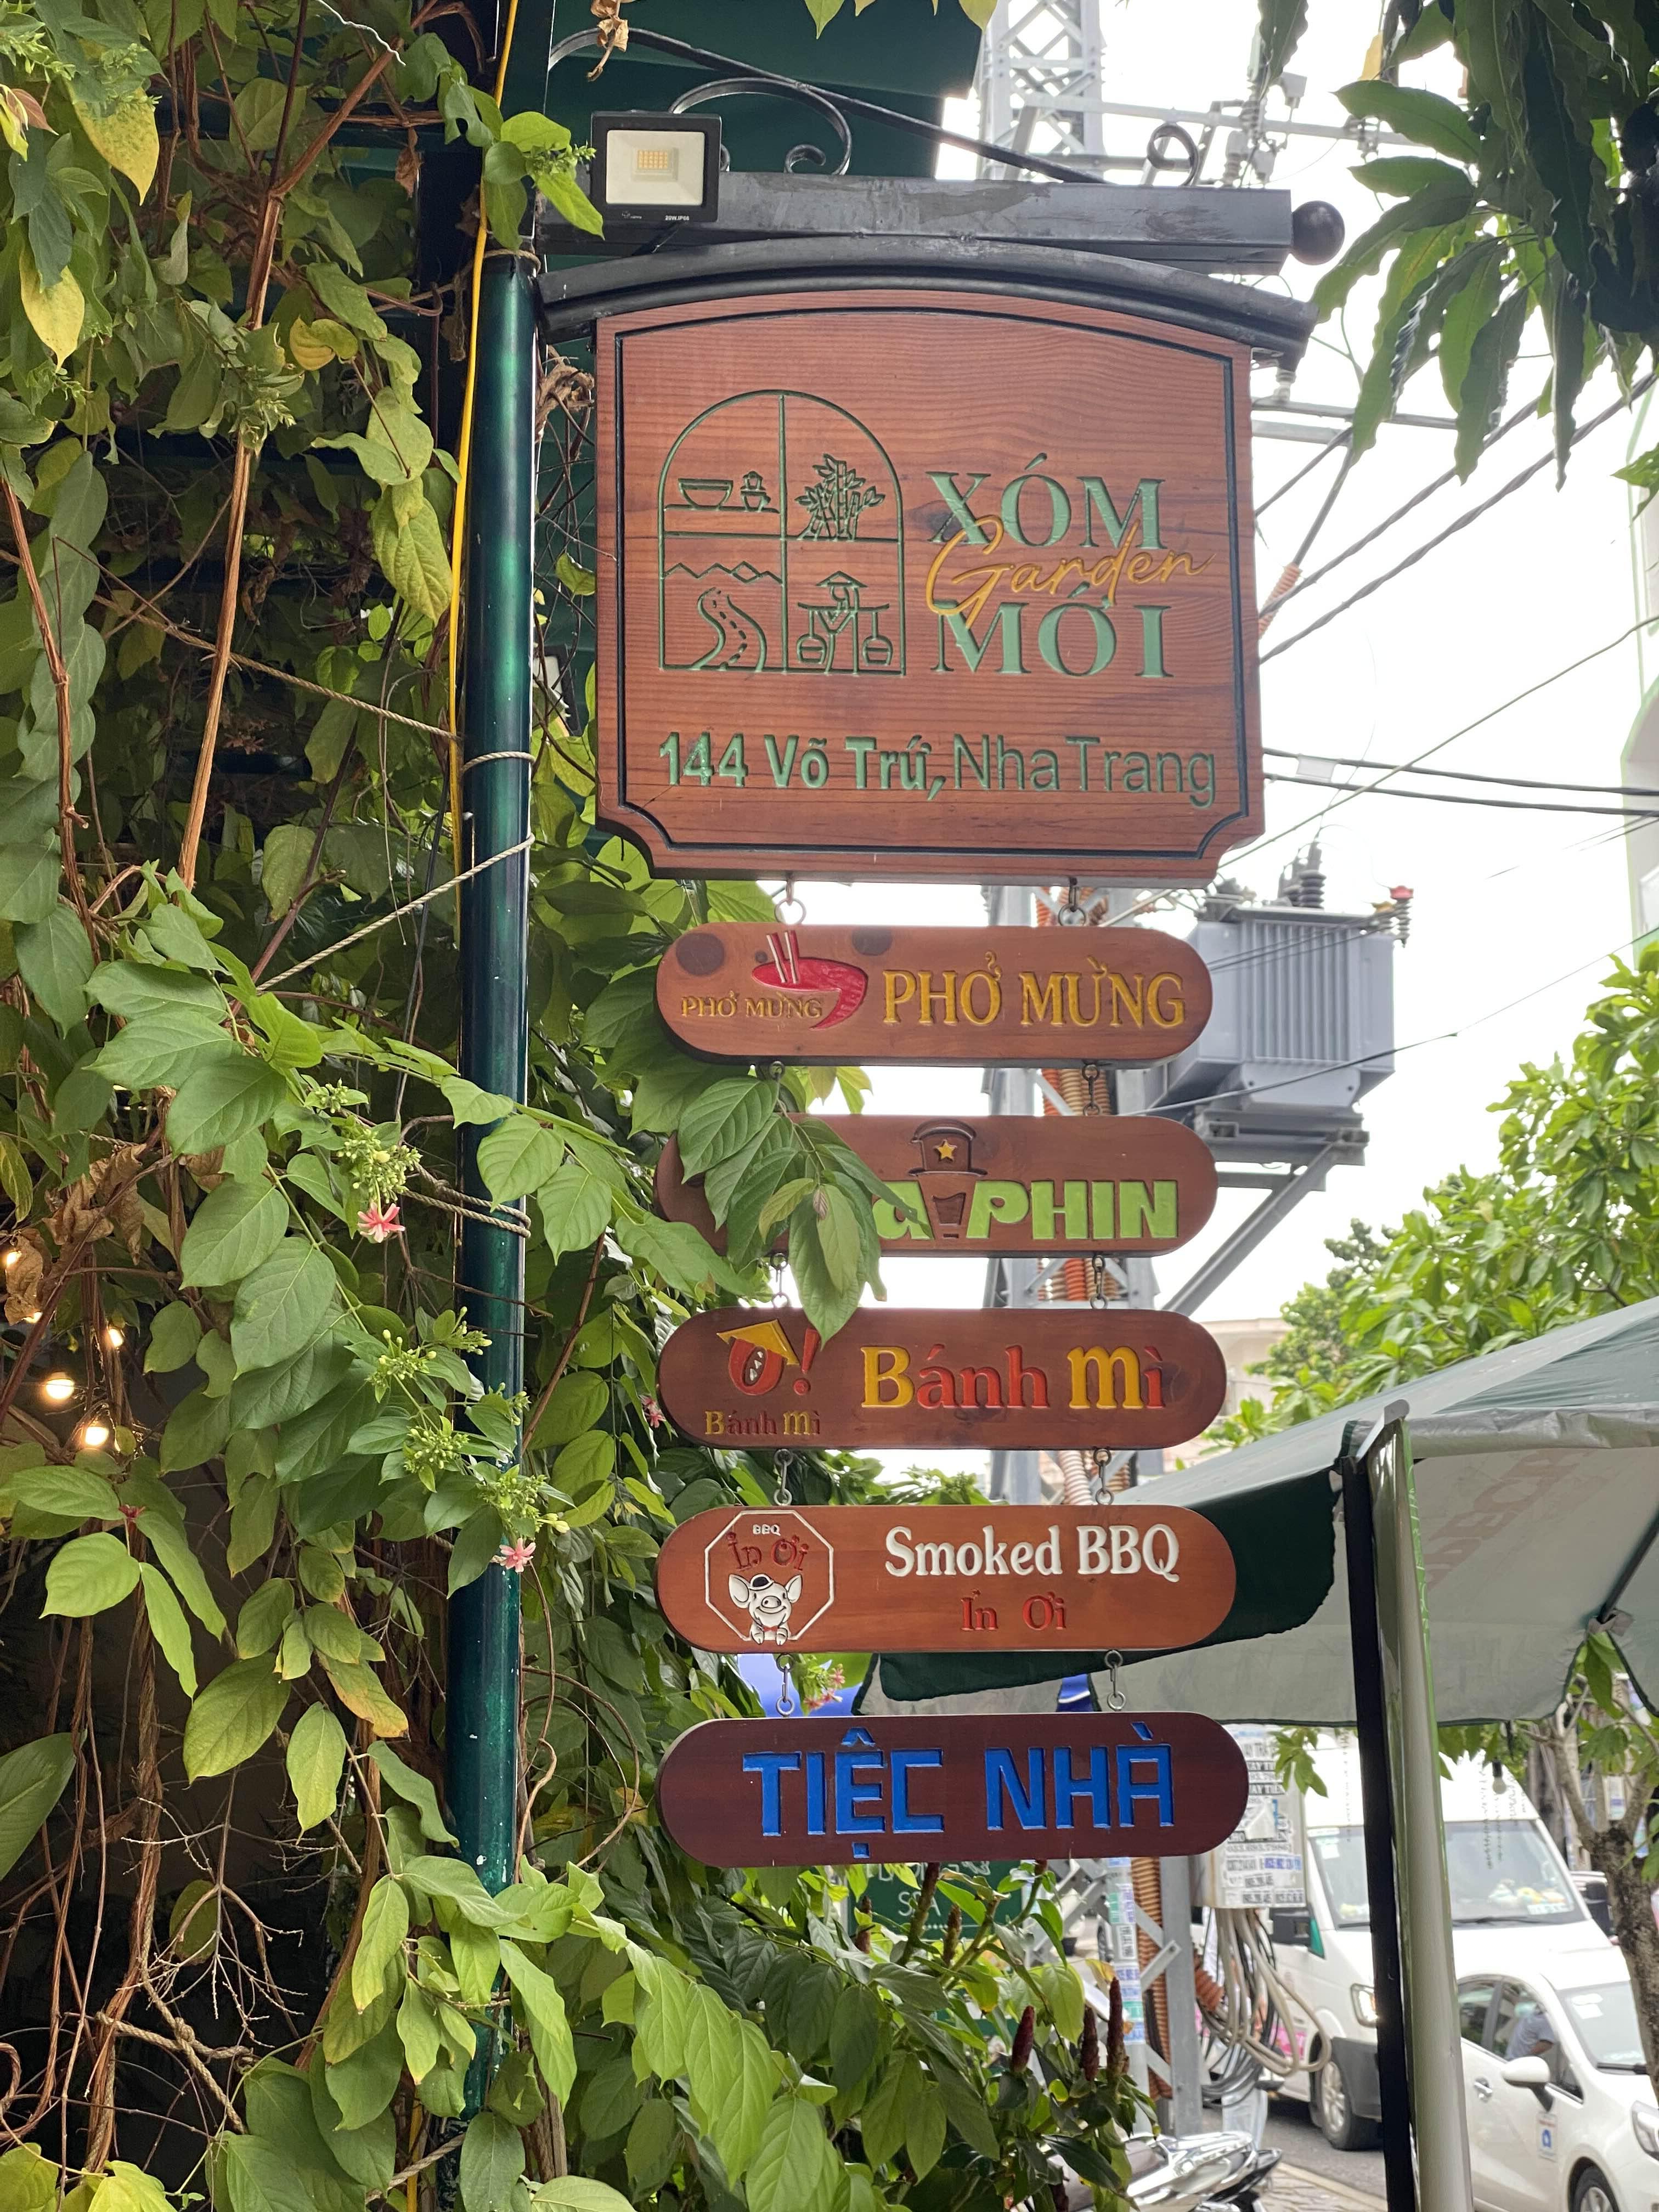 XÓM
Garden
MỚI
144 Võ Trứ, Nha Trang
PHỞ MỪNG
PHỞ MỪNG
PHIN
O!
Bánh Mì
Bánh Mì
BBQ
Ỉn Ơi
Smoked BBQ
Ỉn Ơi
TIỆC NHÀ